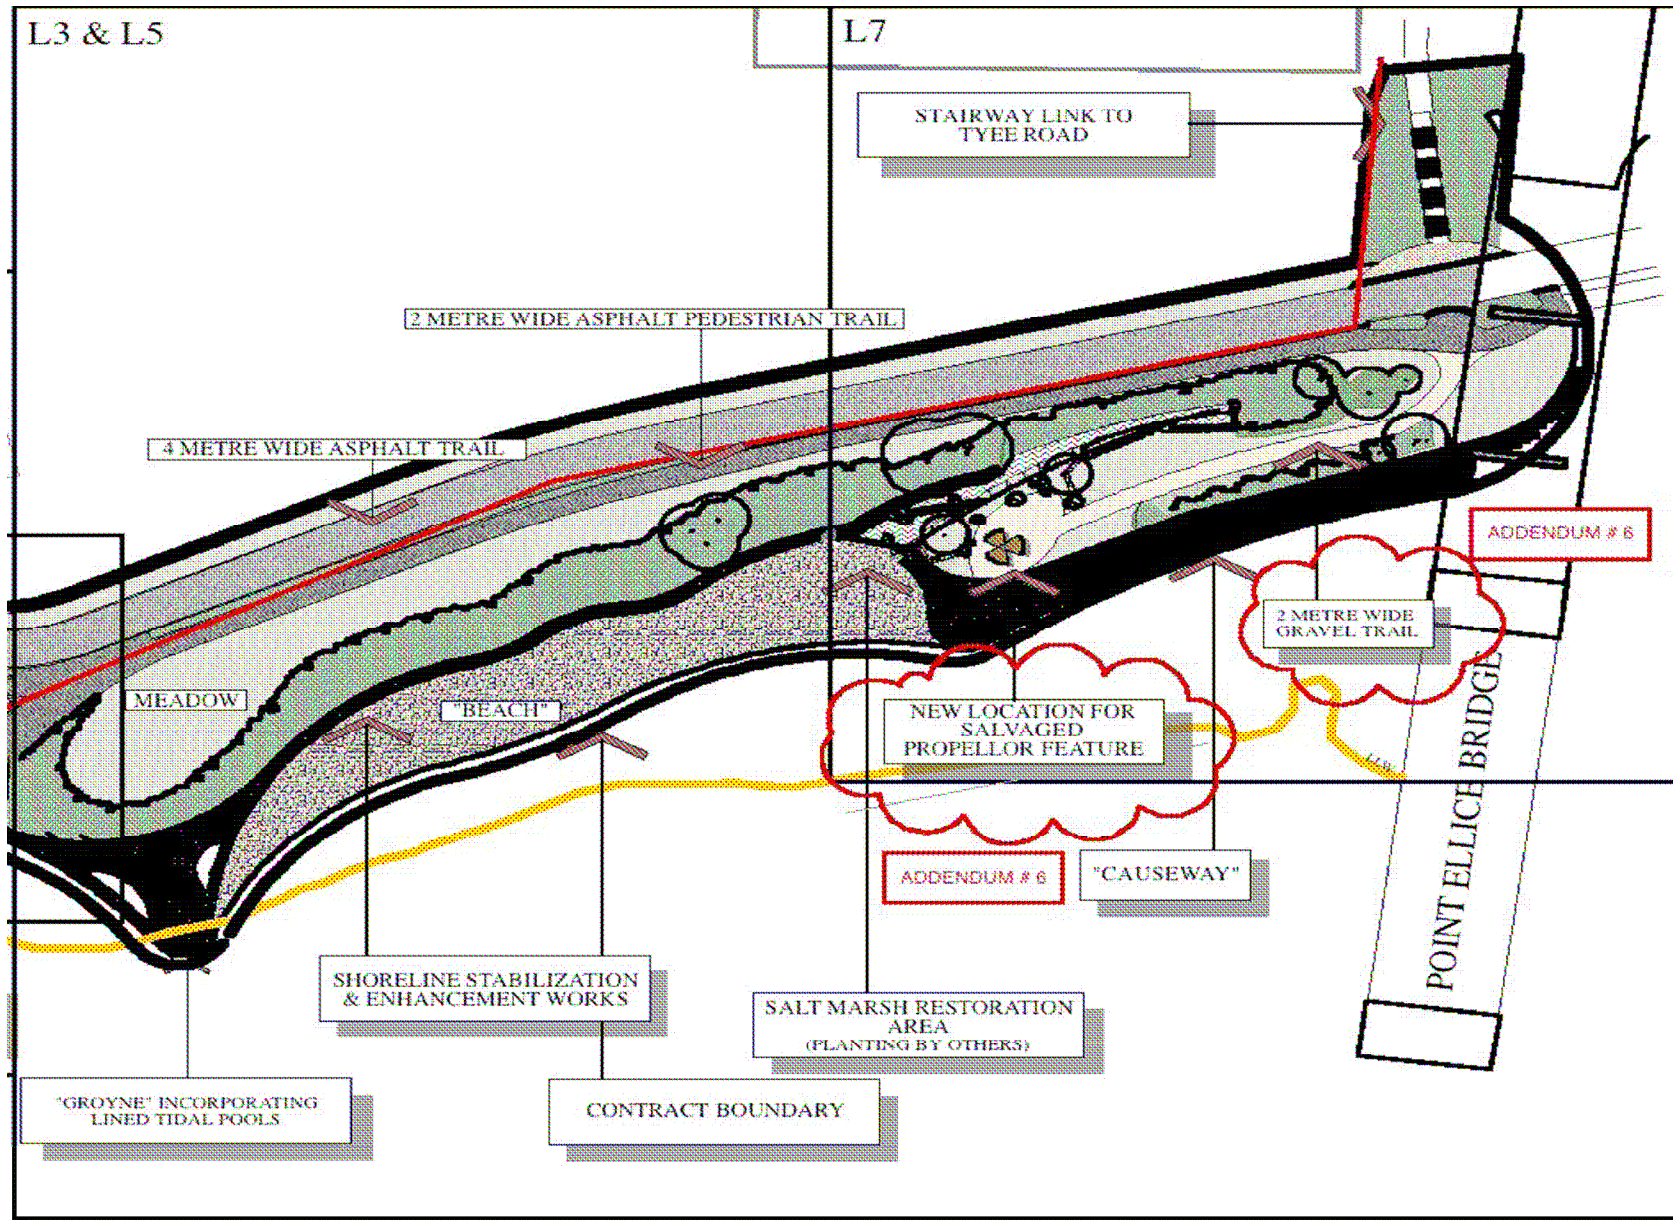 L3 & L5
L7
STAIRWAY LINK TO
TYEE ROAD
2 METRE WIDE ASPHALT PEDESTRIAN TRAIL
4 METRE WIDE ASPHALT TRAIL
ADDENDUM # 6
2 METRE WIDE
GRAVEL TRAIL
MEADOW
"BEACH"
NEW LOCATION FOR
SALVAGED
PROPELLOR FEATURE
POINT ELLICE BRIDGE
ADDENDUM # 6
"CAUSEWAY"
SHORELINE STABILIZATION
& ENHANCEMENT WORKS
SALT MARSH RESTORATION
AREA
(PLANTING BY OTHERS)
"GROYNE" INCORPORATING
LINED TIDAL POOLS
CONTRACT BOUNDARY